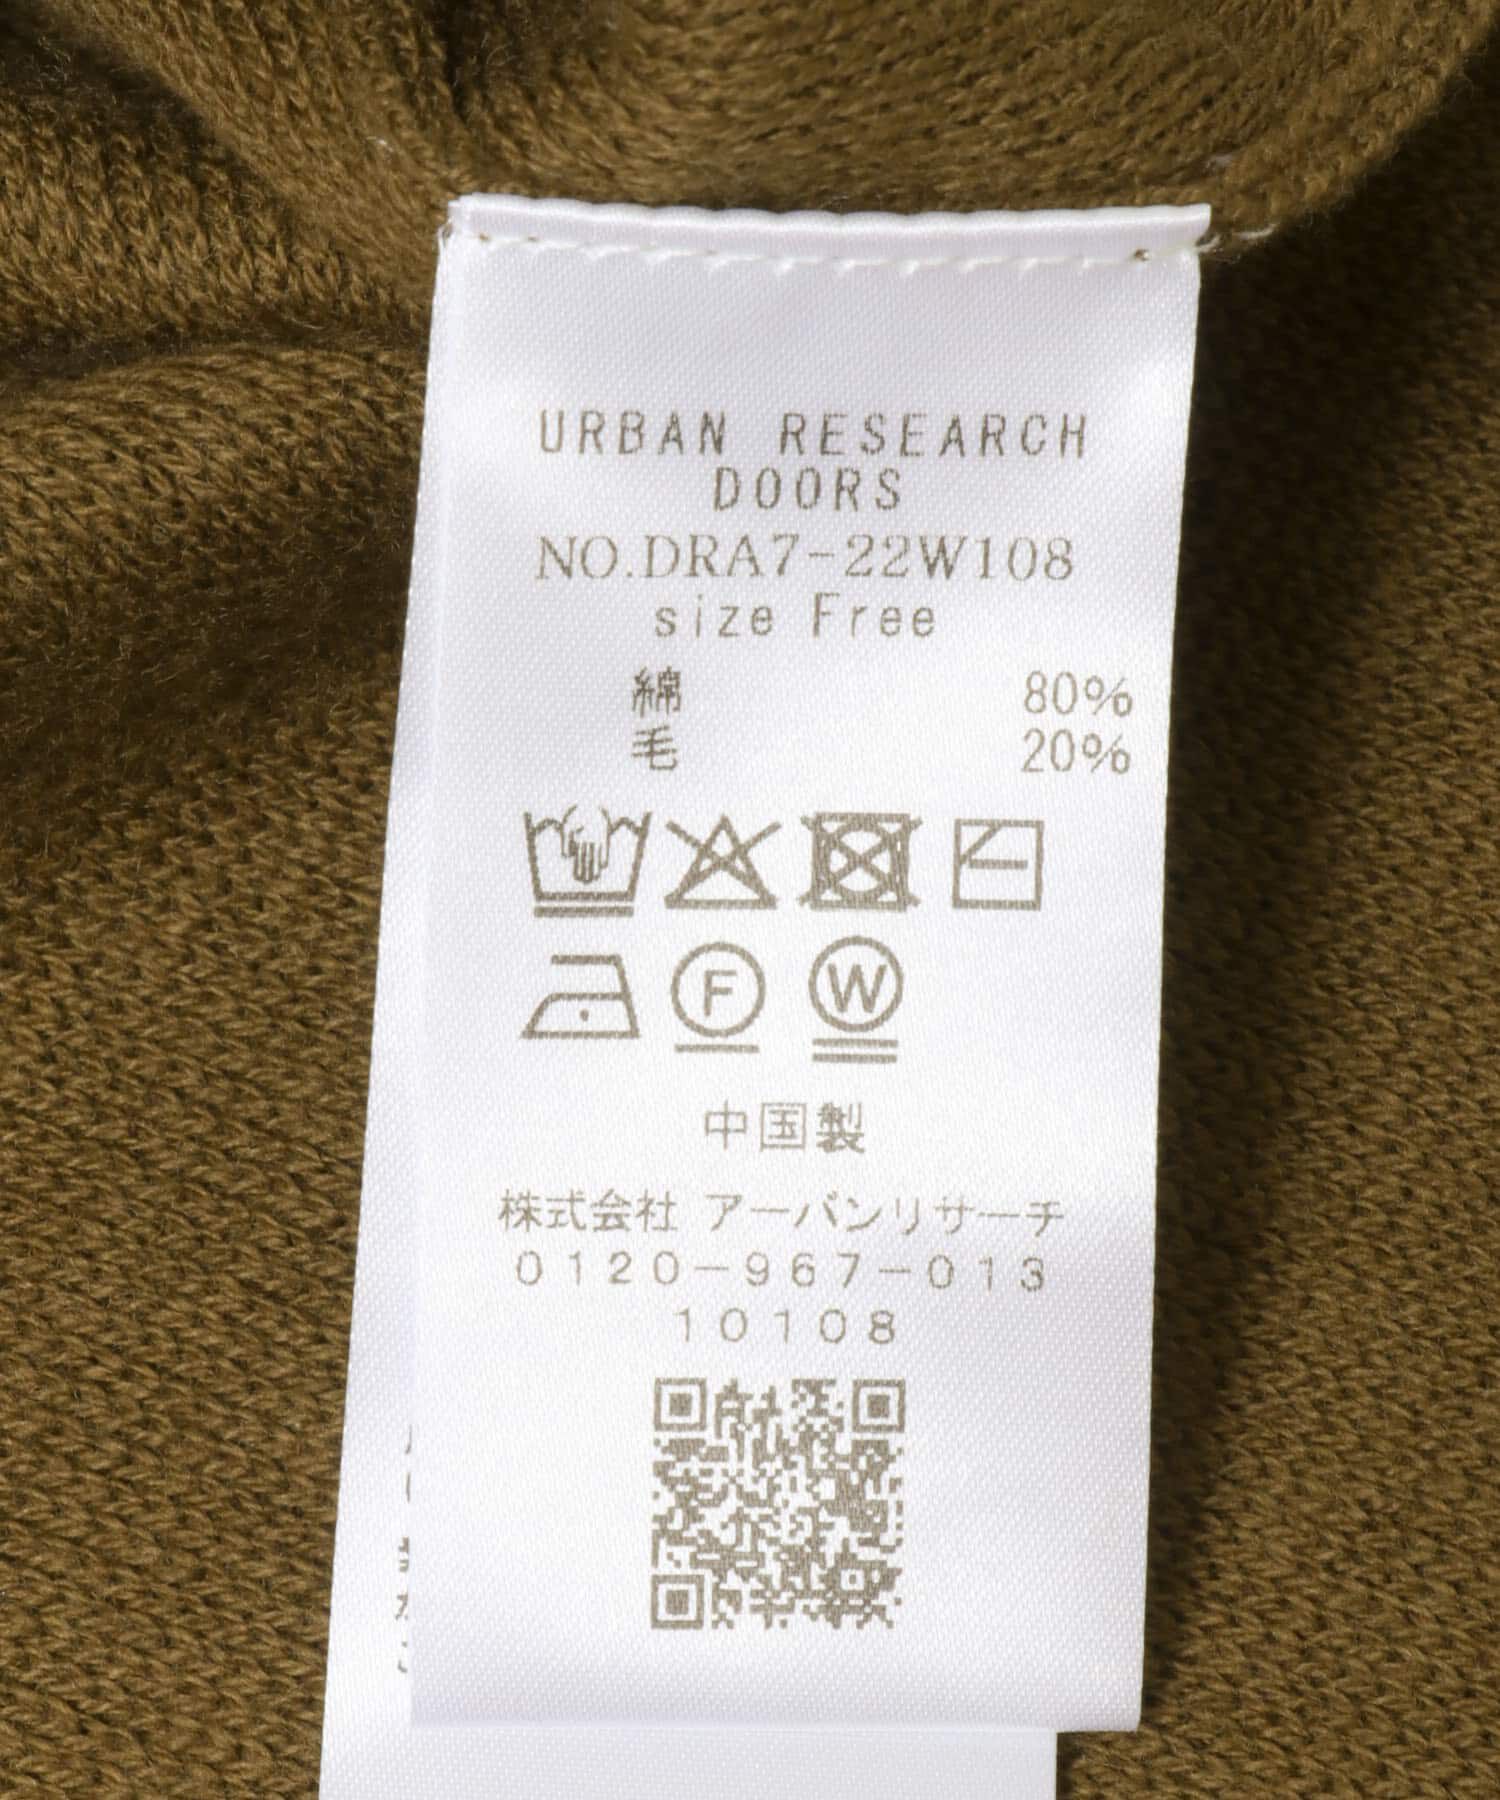 URBAN RESEARCH
DOORS
NO.DRA7-22W108
size Free
綿 80%
毛 20%
F W
中国製
株式会社 アーバンリサーチ
0120-967-013
10108